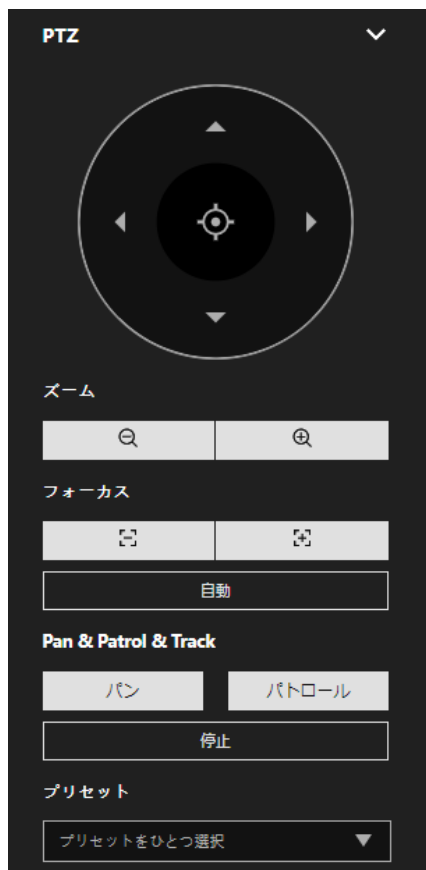 PTZ
ズーム
フォーカス
自動
Pan & Patrol & Track
パン パトロール
停止
プリセット
プリセットをひとつ選択